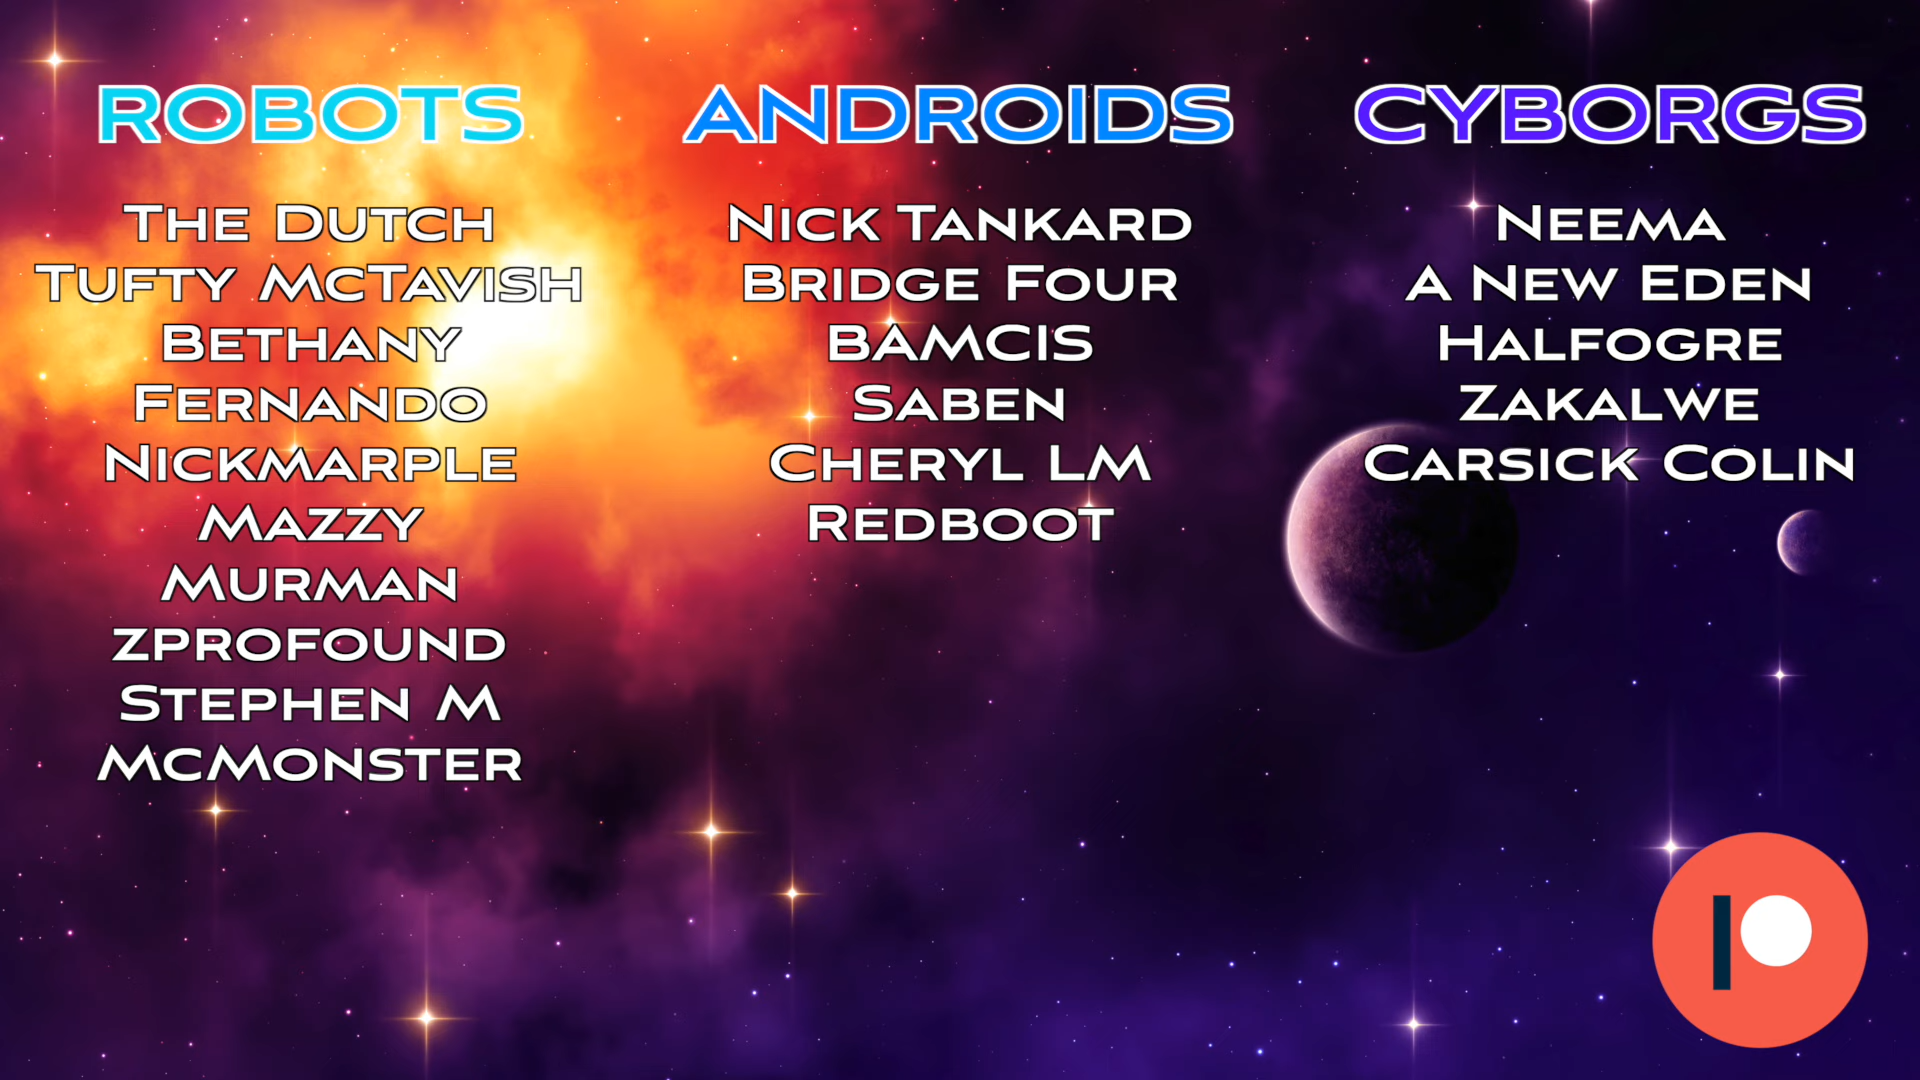 ROBOTS
The Dutch
Tufty McTavish
Bethany
Fernando
Nickmarple
Mazzy
Murman
zprofound
Stephen M
McMonster
ANDROIDS
Nick Tankard
Bridge Four
BAMCIS
Saben
Cheryl LM
Redboot
CYBORGS
Neema
A New Eden
Halfogre
Zakalwe
Carsick Colin